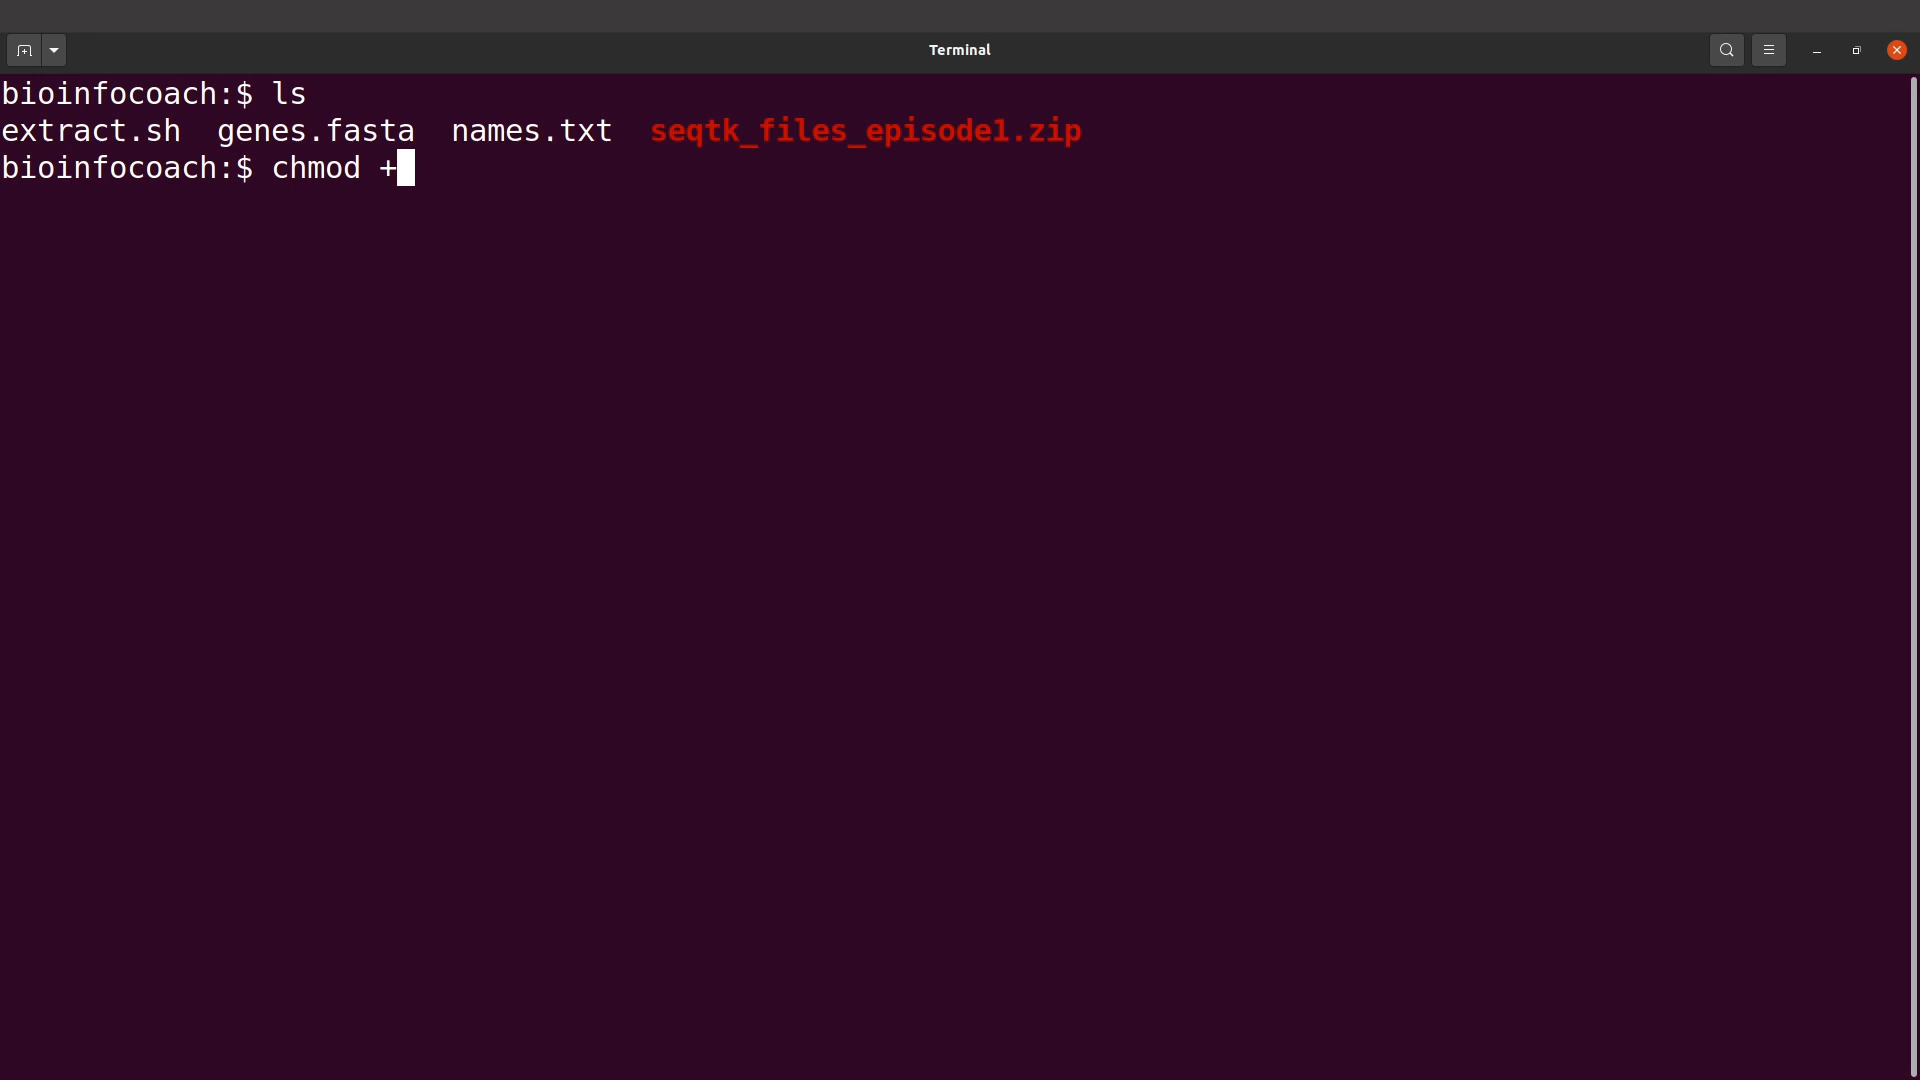 Terminal
bioinfocoach:$ ls
extract.sh  genes.fasta  names.txt  seqtk_files_episode1.zip
bioinfocoach:$ chmod +